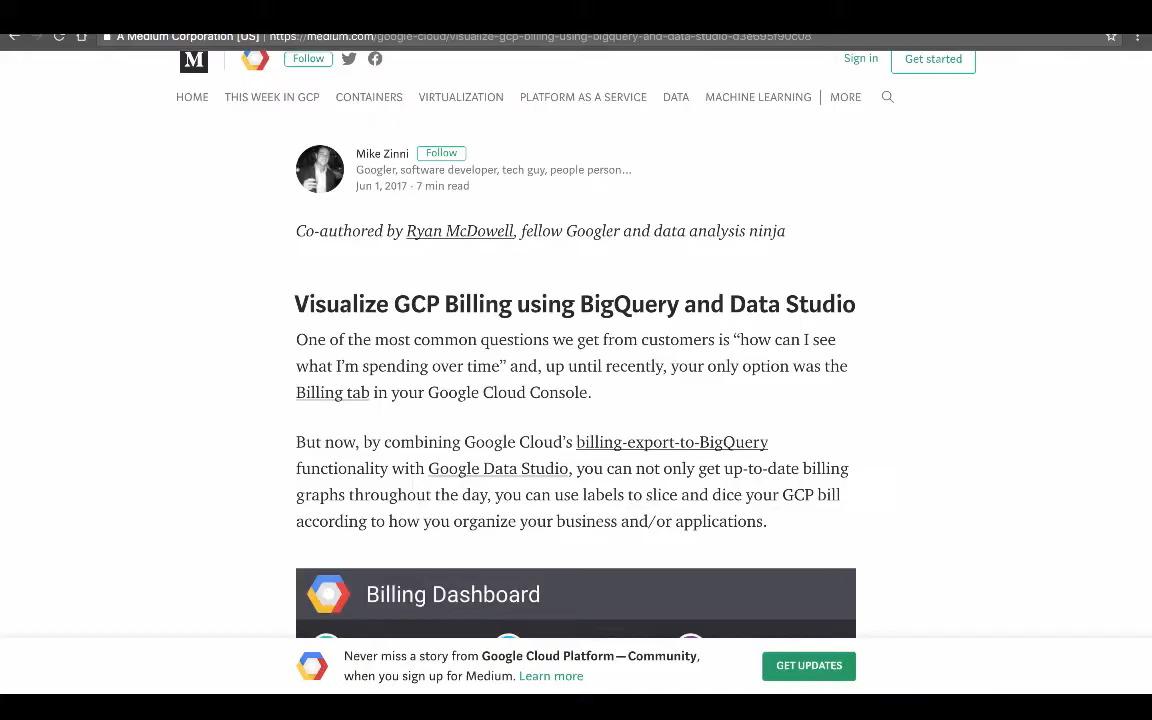 A Medium Corporation [US] | https://medium.com/google-cloud/visualize-gcp-billing-using-bigquery-and-data-studio-d3e695f90c08
M
Follow
Sign in
Get started
HOME THIS WEEK IN GCP CONTAINERS VIRTUALIZATION PLATFORM AS A SERVICE DATA MACHINE LEARNING MORE
Mike Zinni Follow
Googler, software developer, tech guy, people person...
Jun 1, 2017 · 7 min read
Co-authored by Ryan McDowell, fellow Googler and data analysis ninja
Visualize GCP Billing using BigQuery and Data Studio
One of the most common questions we get from customers is “how can I see
what I’m spending over time” and, up until recently, your only option was the
Billing tab in your Google Cloud Console.
But now, by combining Google Cloud’s billing-export-to-BigQuery
functionality with Google Data Studio, you can not only get up-to-date billing
graphs throughout the day, you can use labels to slice and dice your GCP bill
according to how you organize your business and/or applications.
Billing Dashboard
Never miss a story from Google Cloud Platform — Community,
when you sign up for Medium. Learn more
GET UPDATES